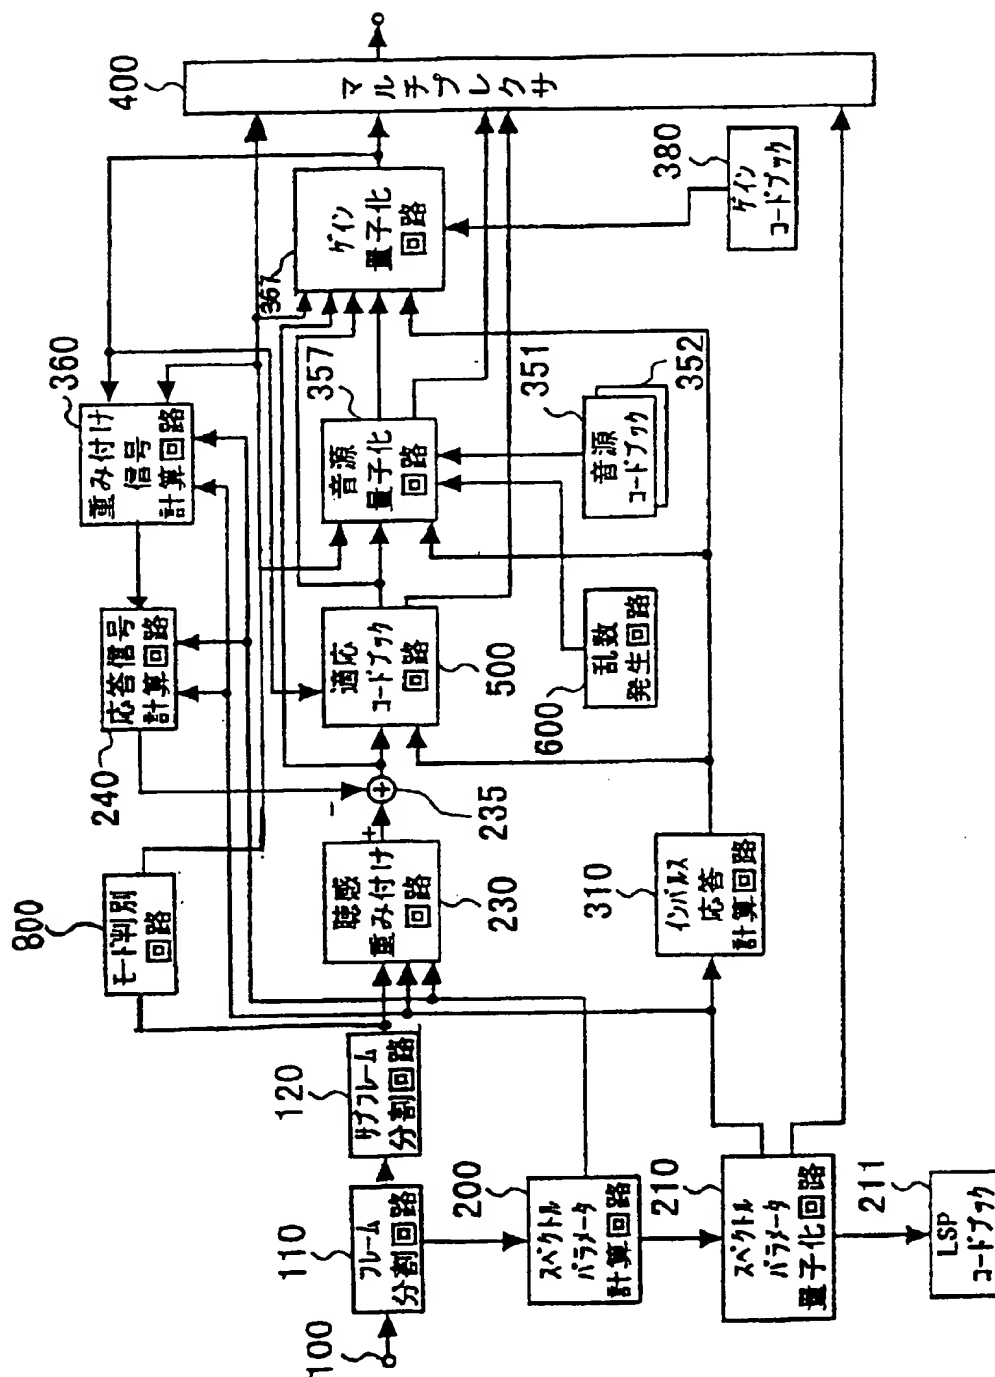 100
110
フレーム
分割回路
120
サブフレーム
分割回路
800
モード判別
回路
200
スペクトル
パラメータ
計算回路
210
スペクトル
パラメータ
量子化回路
211
LSP
コードブック
230
聴感
重み付け
回路
+
-
235
240
応答信号
計算回路
310
インパルス
応答
計算回路
500
適応
コードブック
回路
600
乱数
発生回路
360
重み付け
信号
計算回路
357
音源
量子化
回路
351
352
音源
コードブック
367
ゲイン
量子化
回路
380
ゲイン
コードブック
400
マルチプレクサ